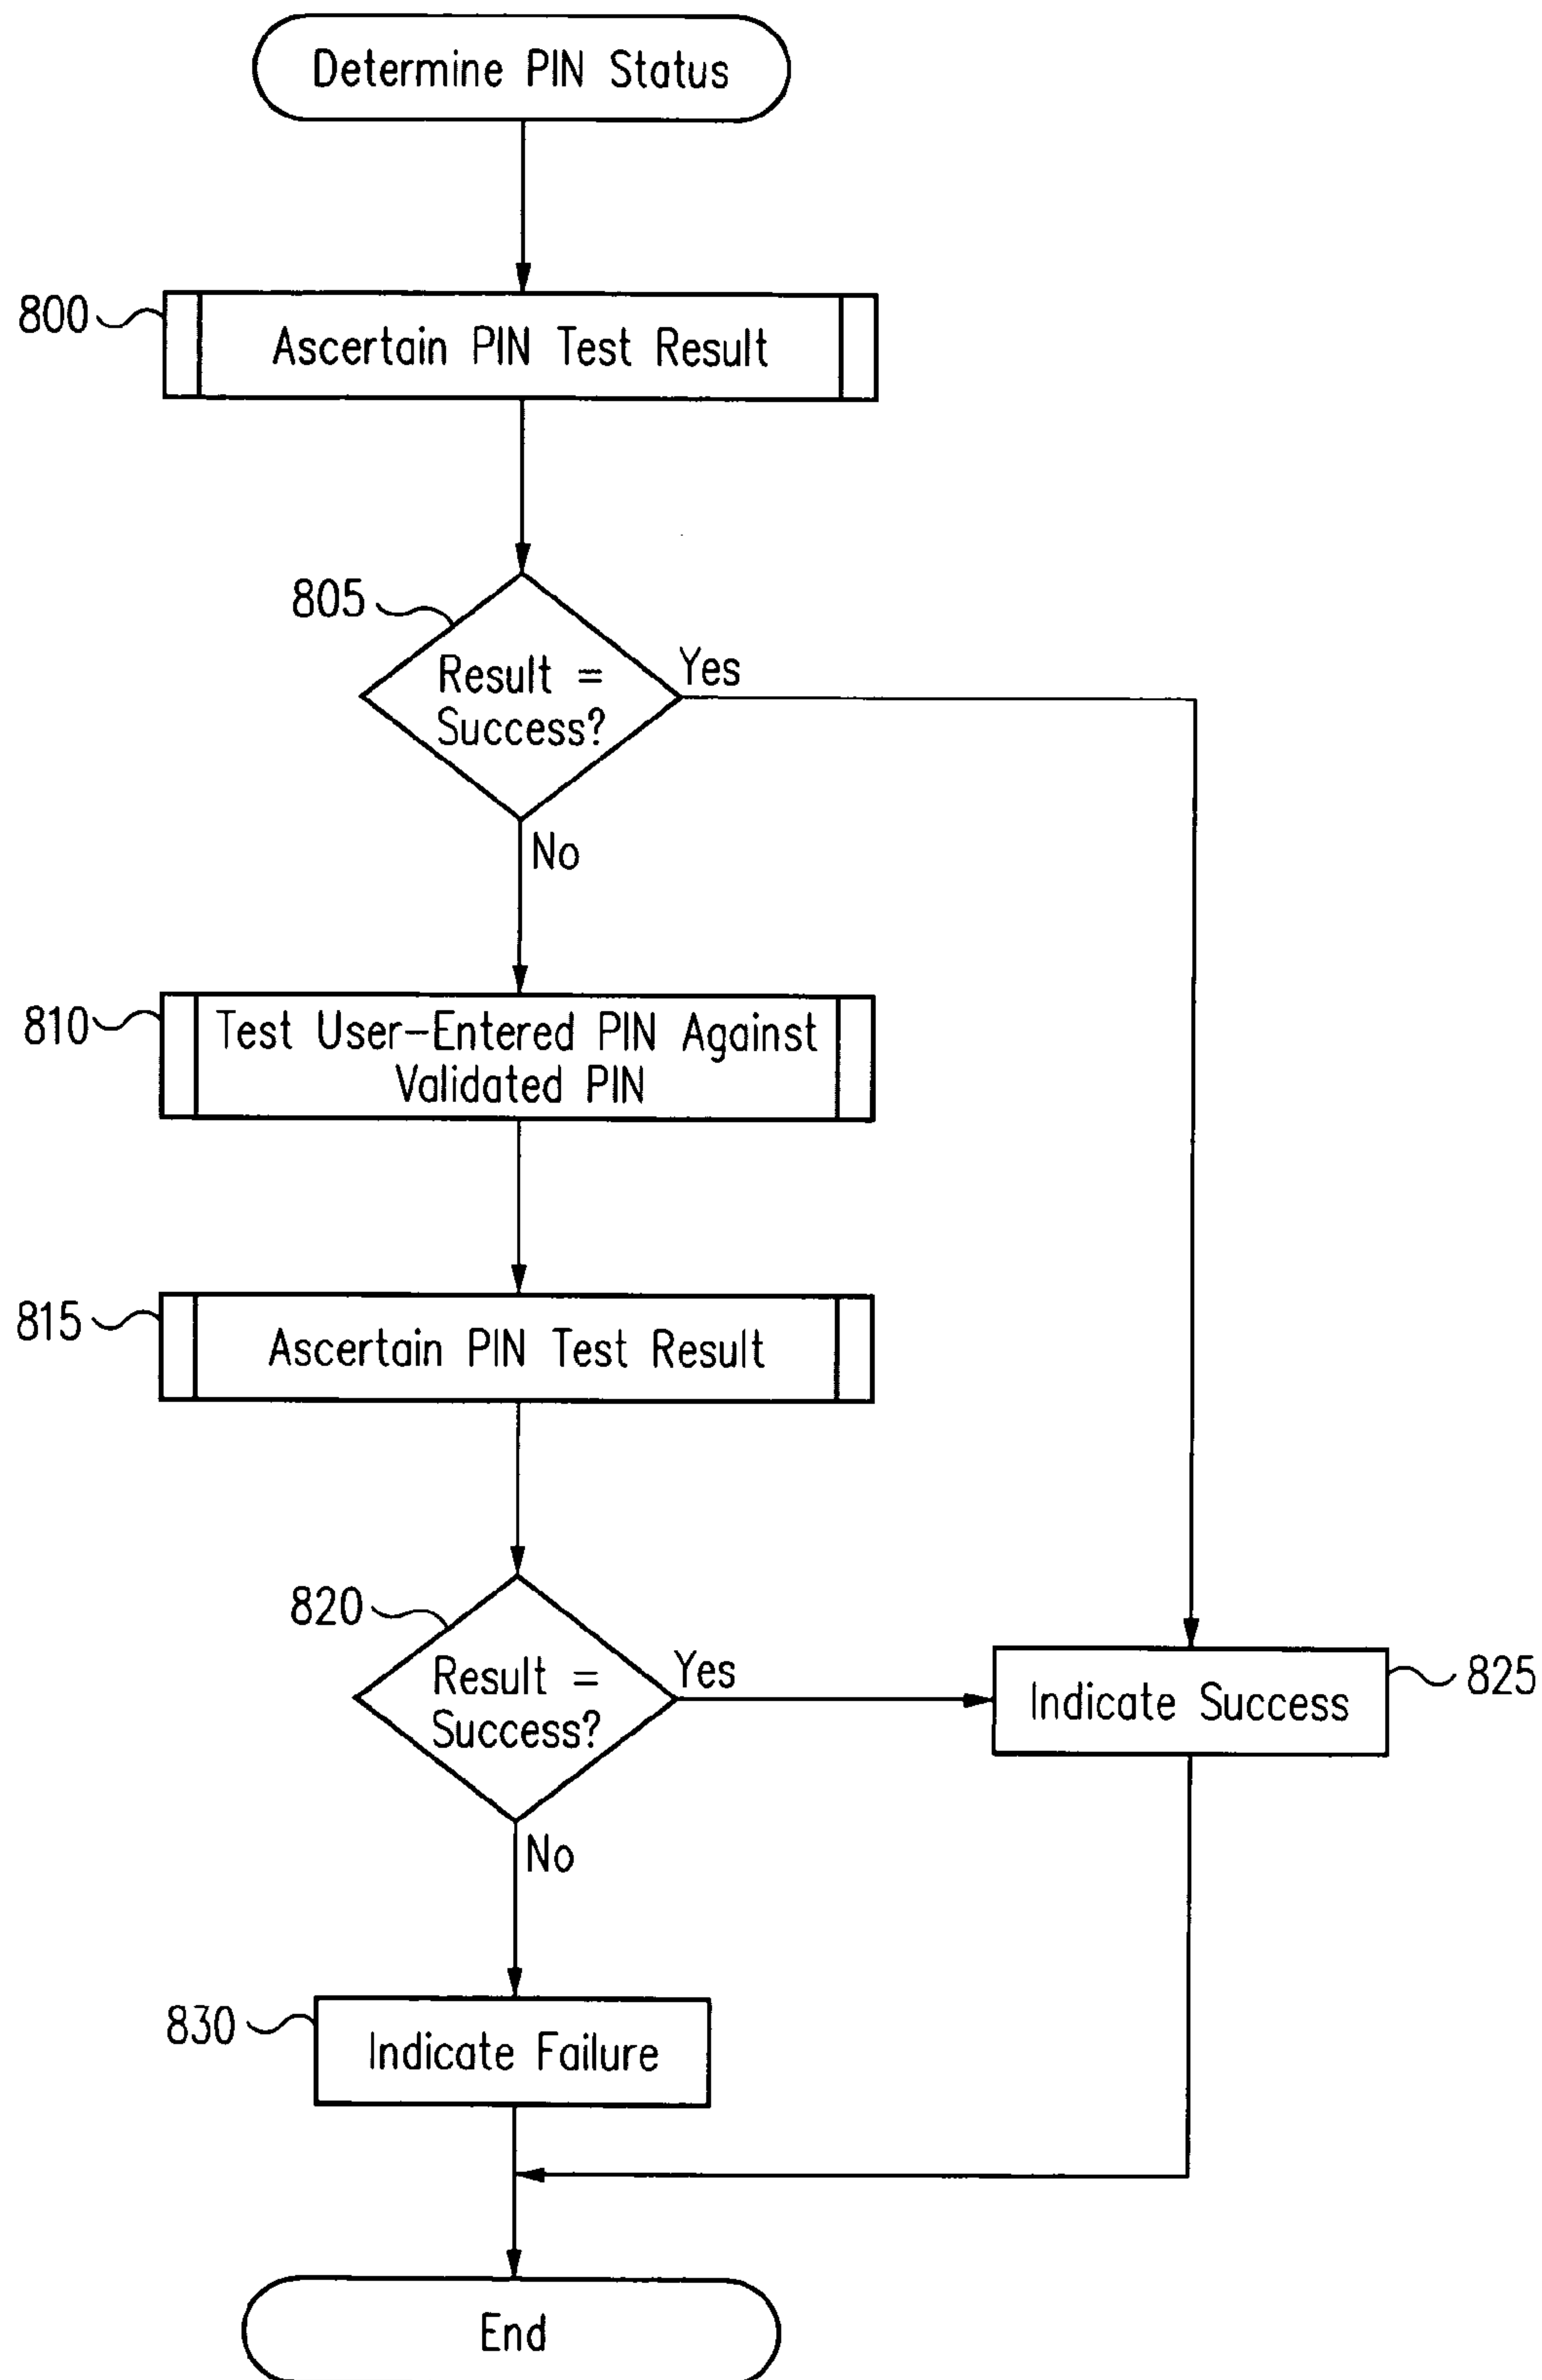 Determine PIN Status
800
Ascertain PIN Test Result
805
Result =
Success?
Yes
No
810
Test User-Entered PIN Against
Validated PIN
815
Ascertain PIN Test Result
820
Result =
Success?
Yes
Indicate Success
825
No
830
Indicate Failure
End